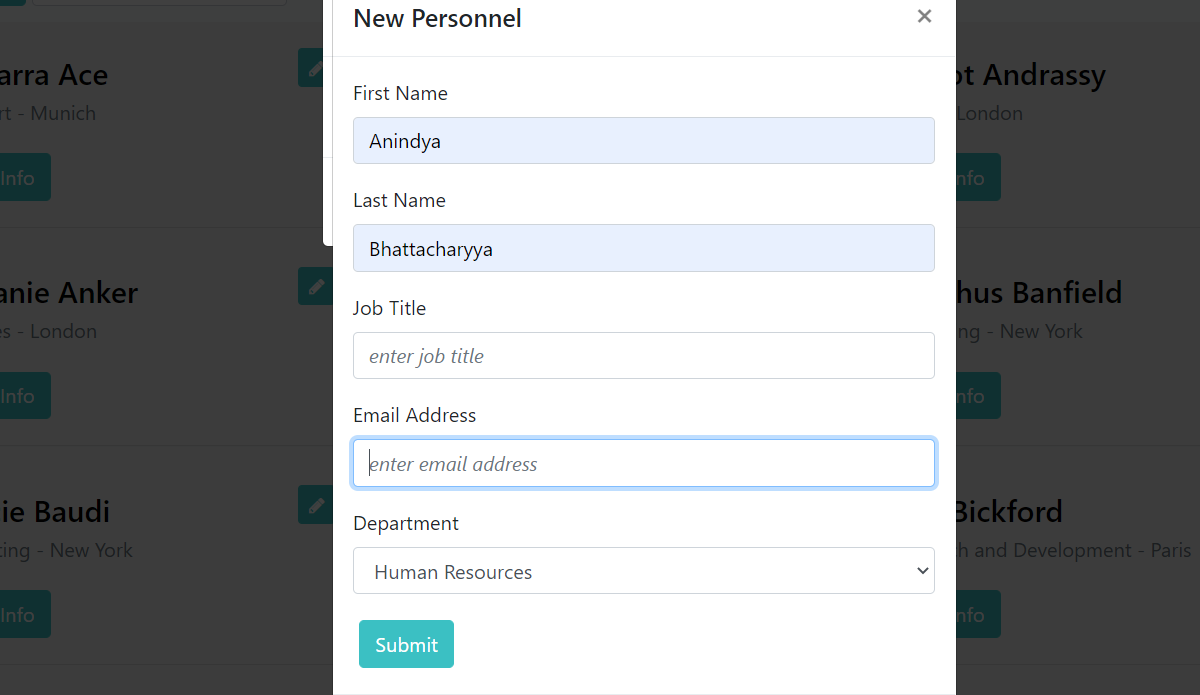 New Personnel
×
arra Ace
rt - Munich
Info
ot Andrassy
London
nfo
First Name
Anindya
Last Name
Bhattacharyya
anie Anker
es - London
Info
hus Banfield
ng - New York
nfo
Job Title
enter job title
Email Address
enter email address
ie Baudi
ting - New York
Info
Bickford
h and Development - Paris
nfo
Department
Human Resources
Submit